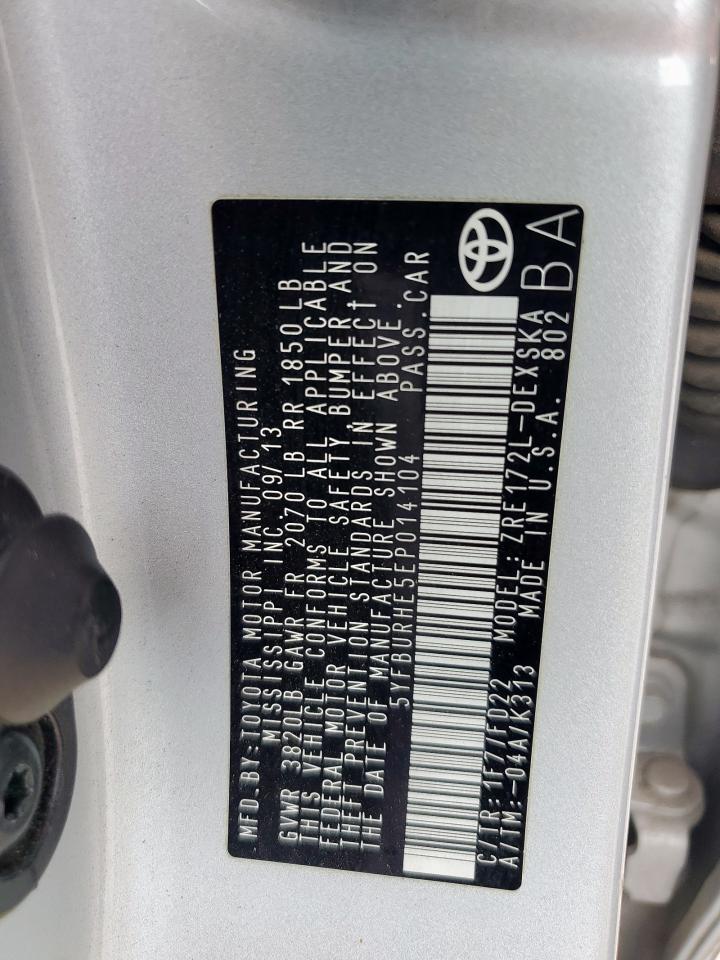 MFD.BY:TOYOTA MOTOR MANUFACTURING
MISSISSIPPI INC.09/13
GVWR 3820LB GAWR FR 2070 LB RR 1850 LB
THIS VEHICLE CONFORMS TO ALL APPLICABLE
FEDERAL MOTOR VEHICLE SAFETY, BUMPER AND
THEFT PREVENTION STANDARDS IN EFFECT ON
THE DATE OF MANUFACTURE SHOWN ABOVE.
5YFBURHE5EP014104 PASS.CAR
C/TR:1F7/FD22 MODEL:ZRE172L-DEXSKA
A/TM:-04A/K313 MADE IN U.S.A. 802
BA